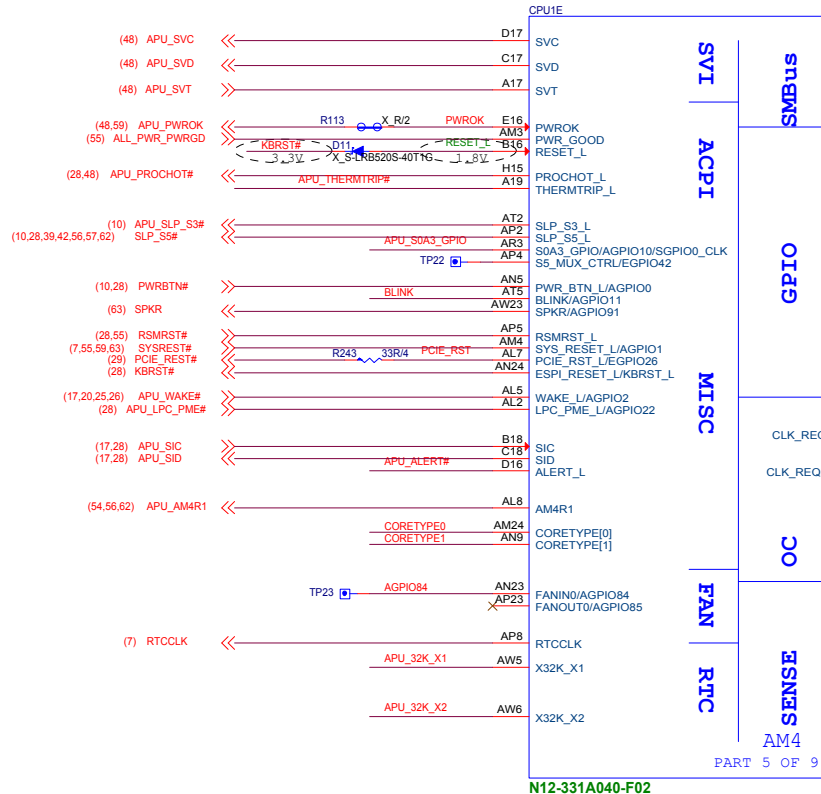 CPU1E
(48) APU_SVC D17 SVC
(48) APU_SVD C17 SVD
(48) APU_SVT A17 SVT
SVI
SMBus
(48,59) APU_PWROK R113 X_R/2 PWROK E16 PWROK
(55) ALL_PWR_PWRGD AM3 PWR_GOOD
KBRST# D11 RESET_L B16 RESET_L
3.3V X_S-LRB520S-40T1G 1.8V
(28,48) APU_PROCHOT# H15 PROCHOT_L
APU_THERMTRIP# A19 THERMTRIP_L
ACPI
(10) APU_SLP_S3# AT2 SLP_S3_L
(10,28,39,42,56,57,62) SLP_S5# AP2 SLP_S5_L
APU_S0A3_GPIO AR3 S0A3_GPIO/AGPIO10/SGPIO0_CLK
TP22 AP4 S5_MUX_CTRL/EGPIO42
GPIO
(10,28) PWRBTN# AN5 PWR_BTN_L/AGPIO0
BLINK AT5 BLINK/AGPIO11
(63) SPKR AW23 SPKR/AGPIO91
(28,55) RSMRST# AP5 RSMRST_L
(7,55,59,63) SYSREST# AM4 SYS_RESET_L/AGPIO1
(29) PCIE_REST# R243 33R/4 PCIE_RST AL7 PCIE_RST_L/EGPIO26
(28) KBRST# AN24 ESPI_RESET_L/KBRST_L
MISC
(17,20,25,26) APU_WAKE# AL5 WAKE_L/AGPIO2
(28) APU_LPC_PME# AL2 LPC_PME_L/AGPIO22
CLK_REQ
(17,28) APU_SIC B18 SIC
(17,28) APU_SID C18 SID
APU_ALERT# D16 ALERT_L
CLK_REQ
(54,56,62) APU_AM4R1 AL8 AM4R1
CORETYPE0 AM24 CORETYPE[0]
CORETYPE1 AN9 CORETYPE[1]
OC
TP23 AGPIO84 AN23 FANIN0/AGPIO84
AP23 FANOUT0/AGPIO85
FAN
(7) RTCCLK AP8 RTCCLK
APU_32K_X1 AW5 X32K_X1
APU_32K_X2 AW6 X32K_X2
RTC
SENSE
AM4
PART 5 OF 9
N12-331A040-F02